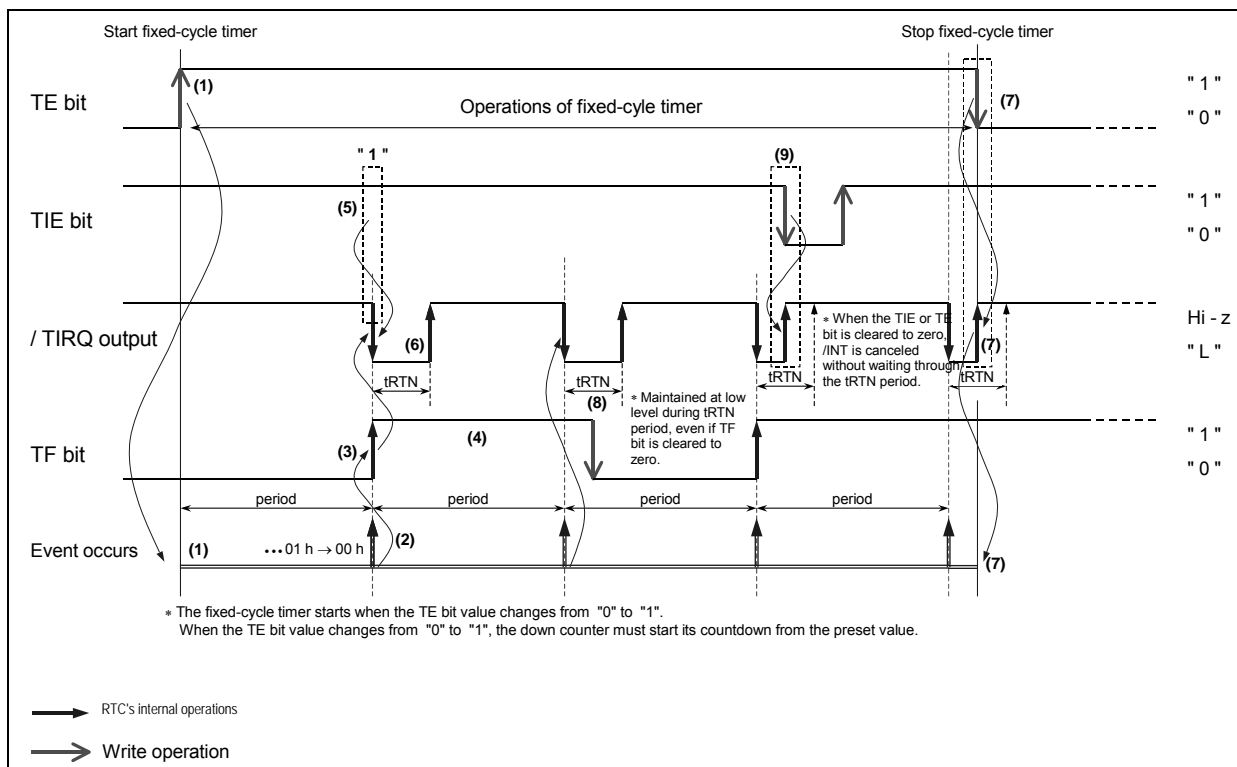 Start fixed-cycle timer
Stop fixed-cycle timer
TE bit
(1)
Operations of fixed-cyle timer
(7)
" 1 "
" 0 "
" 1 "
(9)
TIE bit
(5)
" 1 "
" 0 "
/ TIRQ output
(6)
∗ When the TIE or TE
bit is cleared to zero,
/INT is canceled
without waiting through
the tRTN period.
(7)
Hi - z
" L "
tRTN
tRTN
tRTN
tRTN
(8)
∗ Maintained at low
level during tRTN
period, even if TF
bit is cleared to
zero.
TF bit
(3)
(4)
" 1 "
" 0 "
period
period
period
period
Event occurs
(1)
•••01 h → 00 h
(2)
(7)
∗ The fixed-cycle timer starts when the TE bit value changes from "0" to "1".
When the TE bit value changes from "0" to "1", the down counter must start its countdown from the preset value.
RTC's internal operations
Write operation